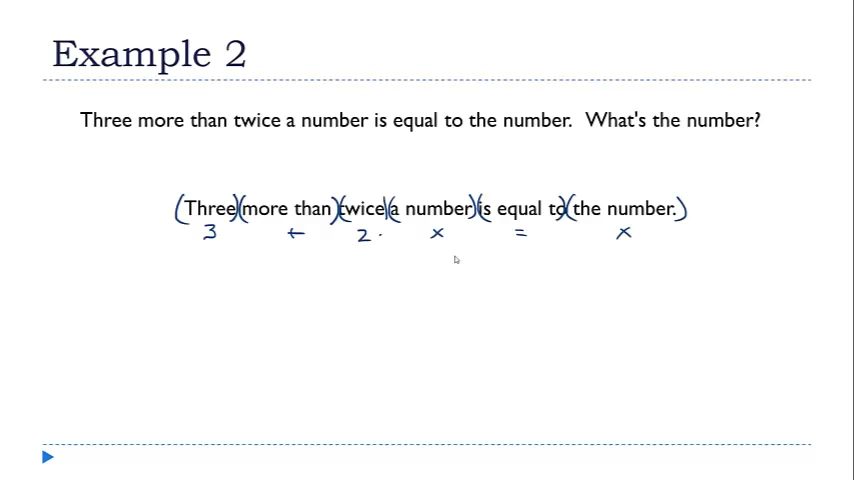 Example 2
Three more than twice a number is equal to the number. What's the number?
(Three)(more than)(twice)(a number)(is equal to)(the number.)
3 + 2 · x = x